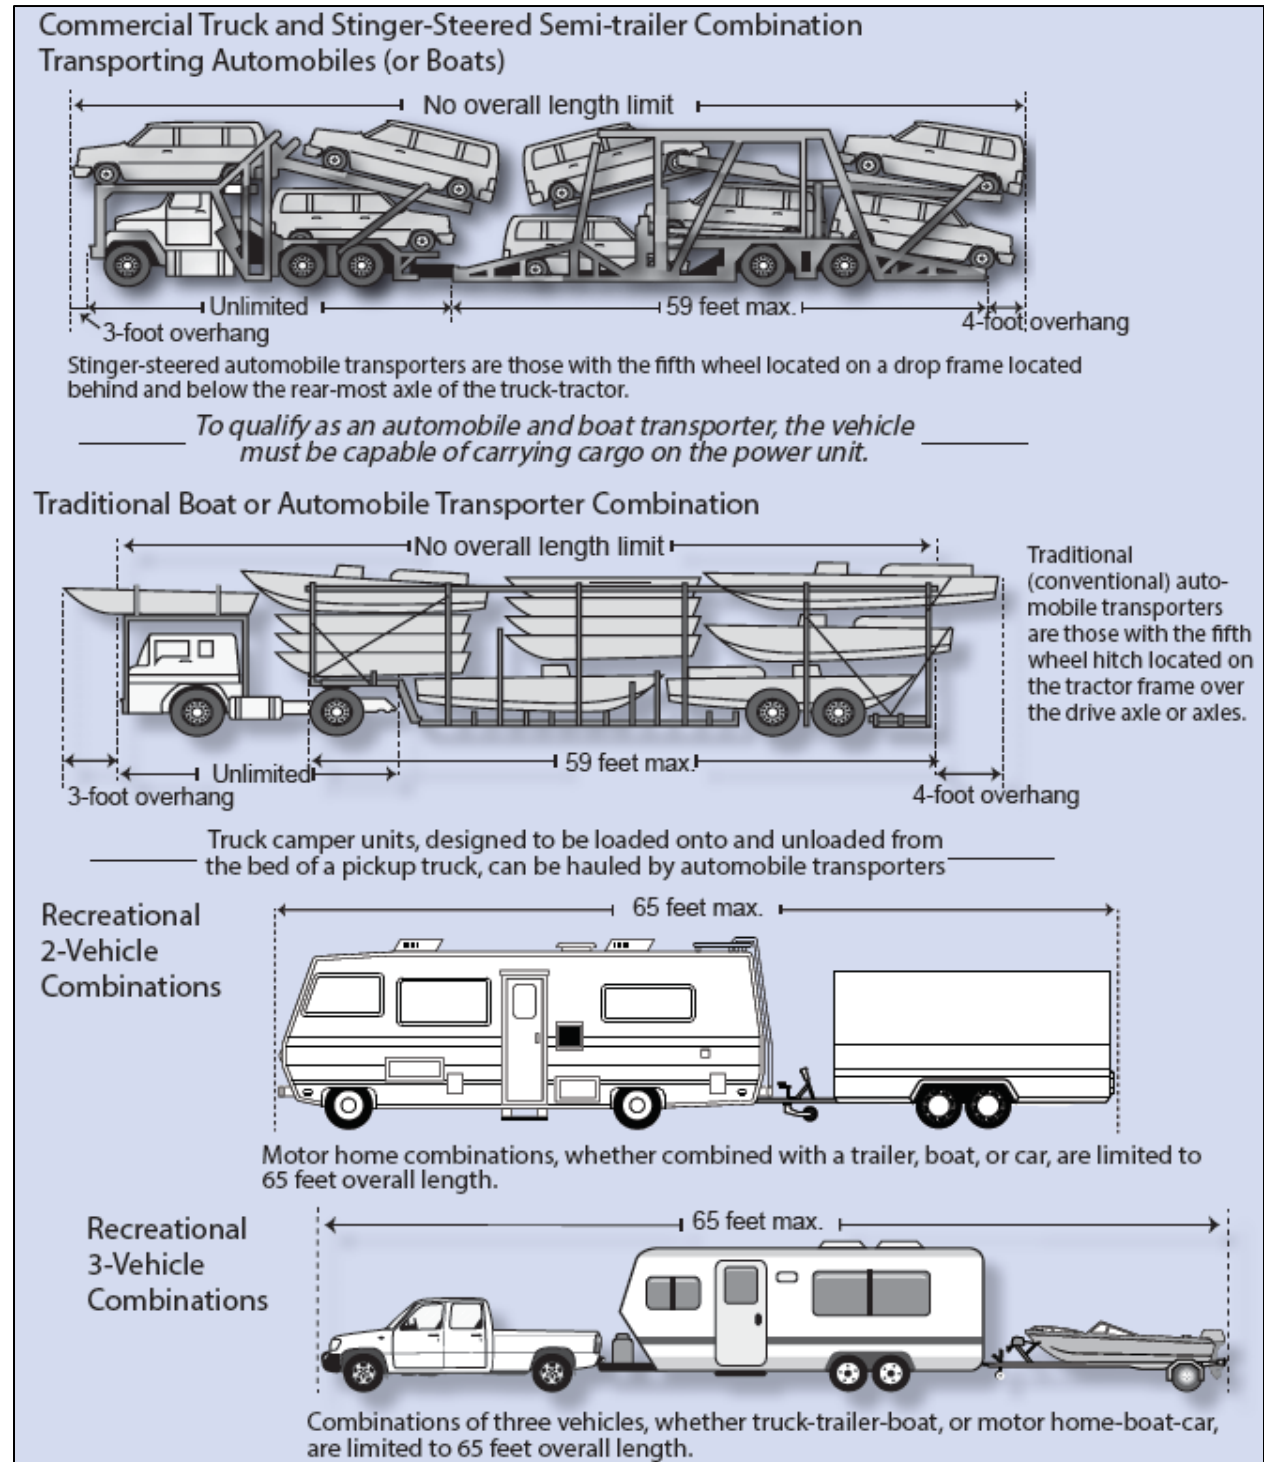 Commercial Truck and Stinger-Steered Semi-trailer Combination
Transporting Automobiles (or Boats)
No overall length limit
Unlimited
59 feet max.
3-foot overhang
4-foot overhang
Stinger-steered automobile transporters are those with the fifth wheel located on a drop frame located
behind and below the rear-most axle of the truck-tractor.
To qualify as an automobile and boat transporter, the vehicle
must be capable of carrying cargo on the power unit.
Traditional Boat or Automobile Transporter Combination
No overall length limit
Traditional
(conventional) auto-
mobile transporters
are those with the fifth
wheel hitch located on
the tractor frame over
the drive axle or axles.
59 feet max.
Unlimited
3-foot overhang
4-foot overhang
Truck camper units, designed to be loaded onto and unloaded from
the bed of a pickup truck, can be hauled by automobile transporters
Recreational
2-Vehicle
Combinations
65 feet max.
Motor home combinations, whether combined with a trailer, boat, or car, are limited to
65 feet overall length.
Recreational
3-Vehicle
Combinations
65 feet max.
Combinations of three vehicles, whether truck-trailer-boat, or motor home-boat-car,
are limited to 65 feet overall length.